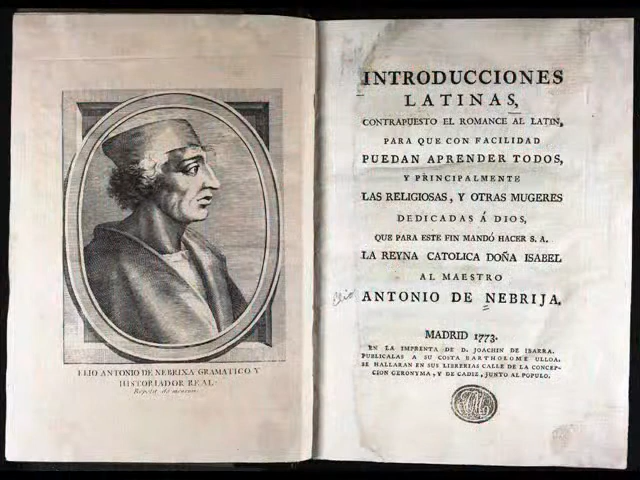 ELIO ANTONIO DE NEBRIXA GRAMATICO Y
HISTORIADOR REAL.
INTRODUCCIONES
LATINAS,
CONTRAPUESTO EL ROMANCE AL LATIN,
PARA QUE CON FACILIDAD
PUEDAN APRENDER TODOS,
Y PRINCIPALMENTE
LAS RELIGIOSAS, Y OTRAS MUGERES
DEDICADAS Á DIOS,
QUE PARA ESTE FIN MANDÓ HACER S. A.
LA REYNA CATOLICA DOÑA ISABEL
AL MAESTRO
Elio ANTONIO DE NEBRIJA.
MADRID 1773.
EN LA IMPRENTA DE D. JOACHIN DE IBARRA.
PUBLICALAS A SU COSTA BARTHOLOME ULLOA.
SE HALLARAN EN SUS LIBRERIAS CALLE DE LA CONCEP-
CION GERONYMA, Y DE CADIZ, JUNTO AL POPULO.